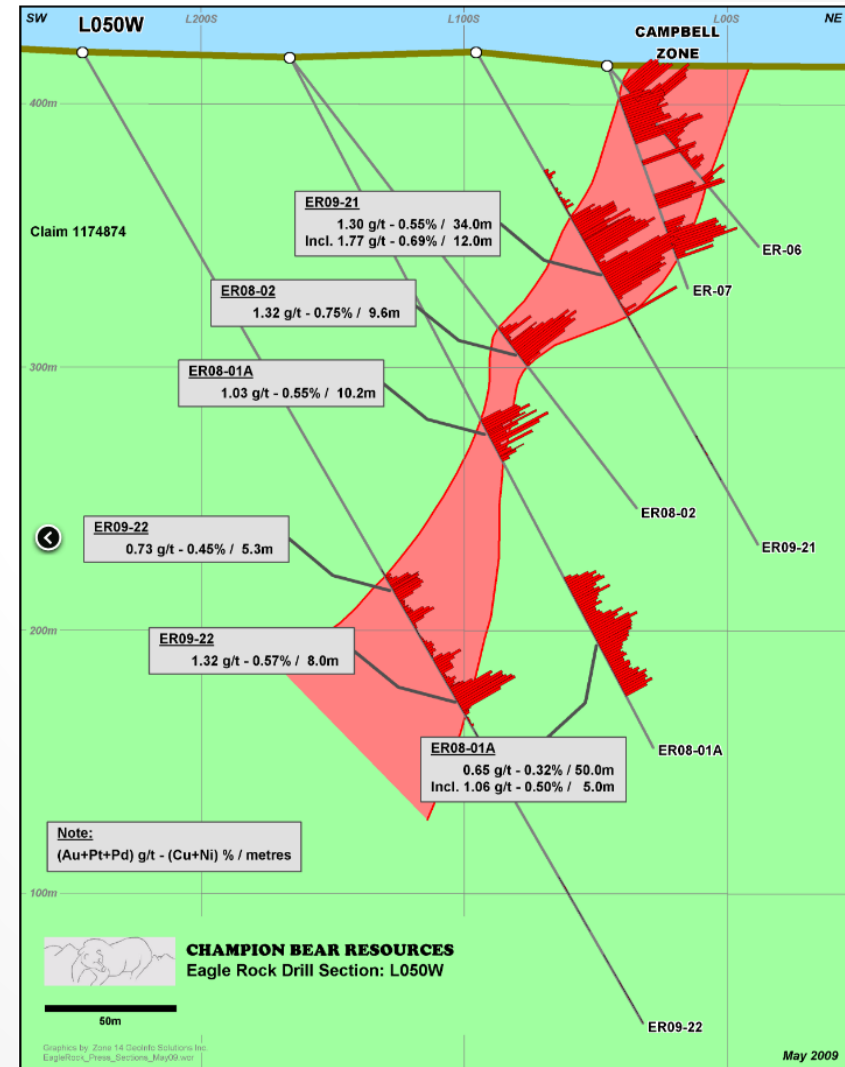 SW
L050W
L200S
L100S
CAMPBELL
ZONE
L00S
NE
400m
Claim 1174874
ER09-21
1.30 g/t - 0.55% / 34.0m
Incl. 1.77 g/t - 0.69% / 12.0m
ER-06
ER-07
ER08-02
1.32 g/t - 0.75% / 9.6m
300m
ER08-01A
1.03 g/t - 0.55% / 10.2m
ER08-02
ER09-21
ER09-22
0.73 g/t - 0.45% / 5.3m
200m
ER09-22
1.32 g/t - 0.57% / 8.0m
ER08-01A
ER08-01A
0.65 g/t - 0.32% / 50.0m
Incl. 1.06 g/t - 0.50% / 5.0m
Note:
(Au+Pt+Pd) g/t - (Cu+Ni) % / metres
100m
CHAMPION BEAR RESOURCES
Eagle Rock Drill Section: L050W
50m
ER09-22
Graphics by: Zone 14 GeoInfo Solutions Inc.
EagleRock_Press_Sections_May09.wor
May 2009